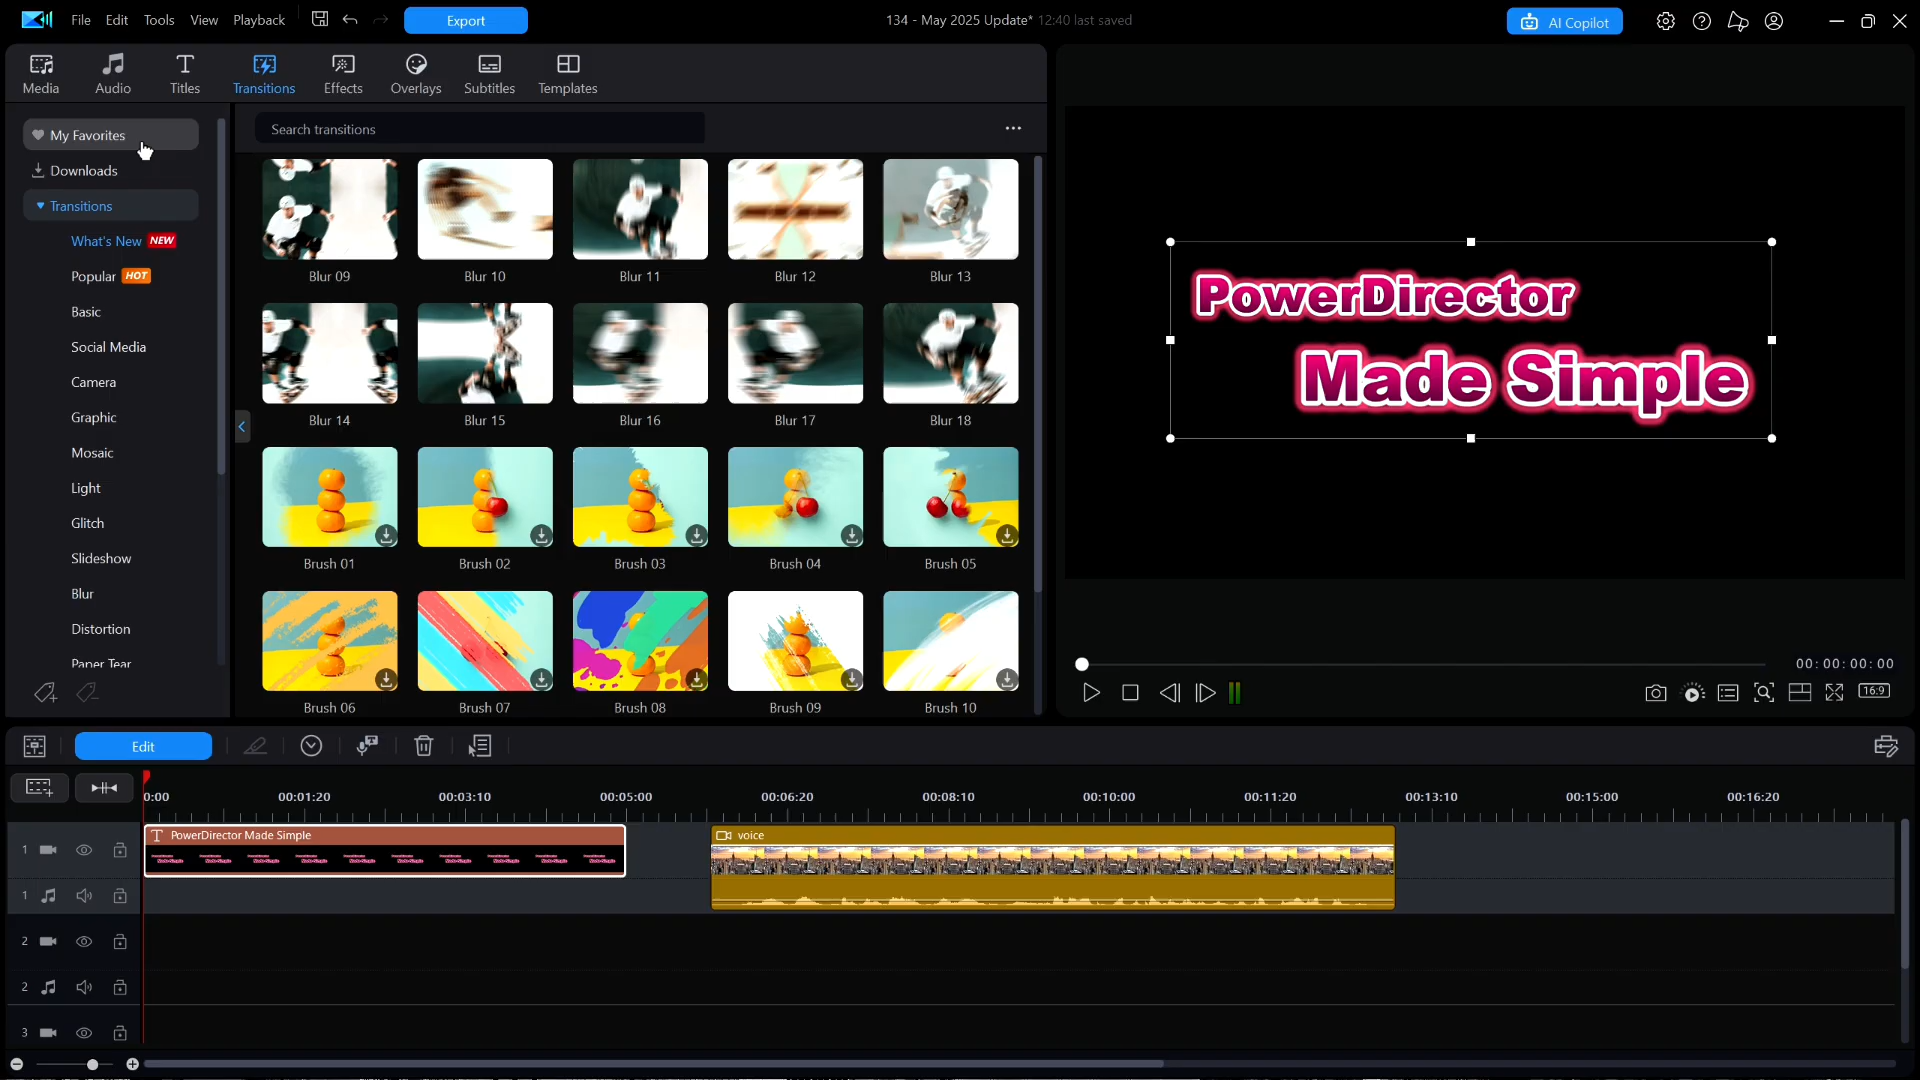 File Edit Tools View Playback Export 134 - May 2025 Update* 12:40 last saved AI Copilot
Media Audio Titles Transitions Effects Overlays Subtitles Templates
My Favorites
Downloads
Transitions
What's New NEW
Popular HOT
Basic
Social Media
Camera
Graphic
Mosaic
Light
Glitch
Slideshow
Blur
Distortion
Paper Tear
Search transitions
Blur 09 Blur 10 Blur 11 Blur 12 Blur 13
Blur 14 Blur 15 Blur 16 Blur 17 Blur 18
Brush 01 Brush 02 Brush 03 Brush 04 Brush 05
Brush 06 Brush 07 Brush 08 Brush 09 Brush 10
PowerDirector
Made Simple
00:00:00:00
16:9
Edit
0:00 00:01:20 00:03:10 00:05:00 00:06:20 00:08:10 00:10:00 00:11:20 00:13:10 00:15:00 00:16:20
1 PowerDirector Made Simple voice
1
2
2
3